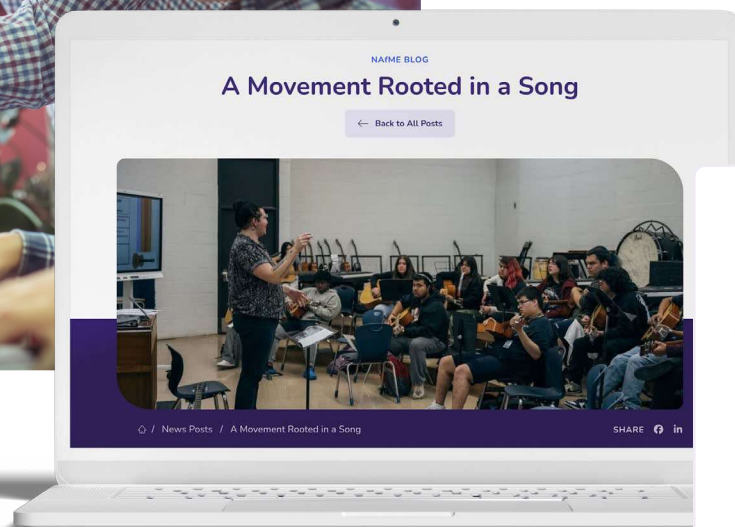 NAfME BLOG
A Movement Rooted in a Song
← Back to All Posts
/ News Posts / A Movement Rooted in a Song
SHARE